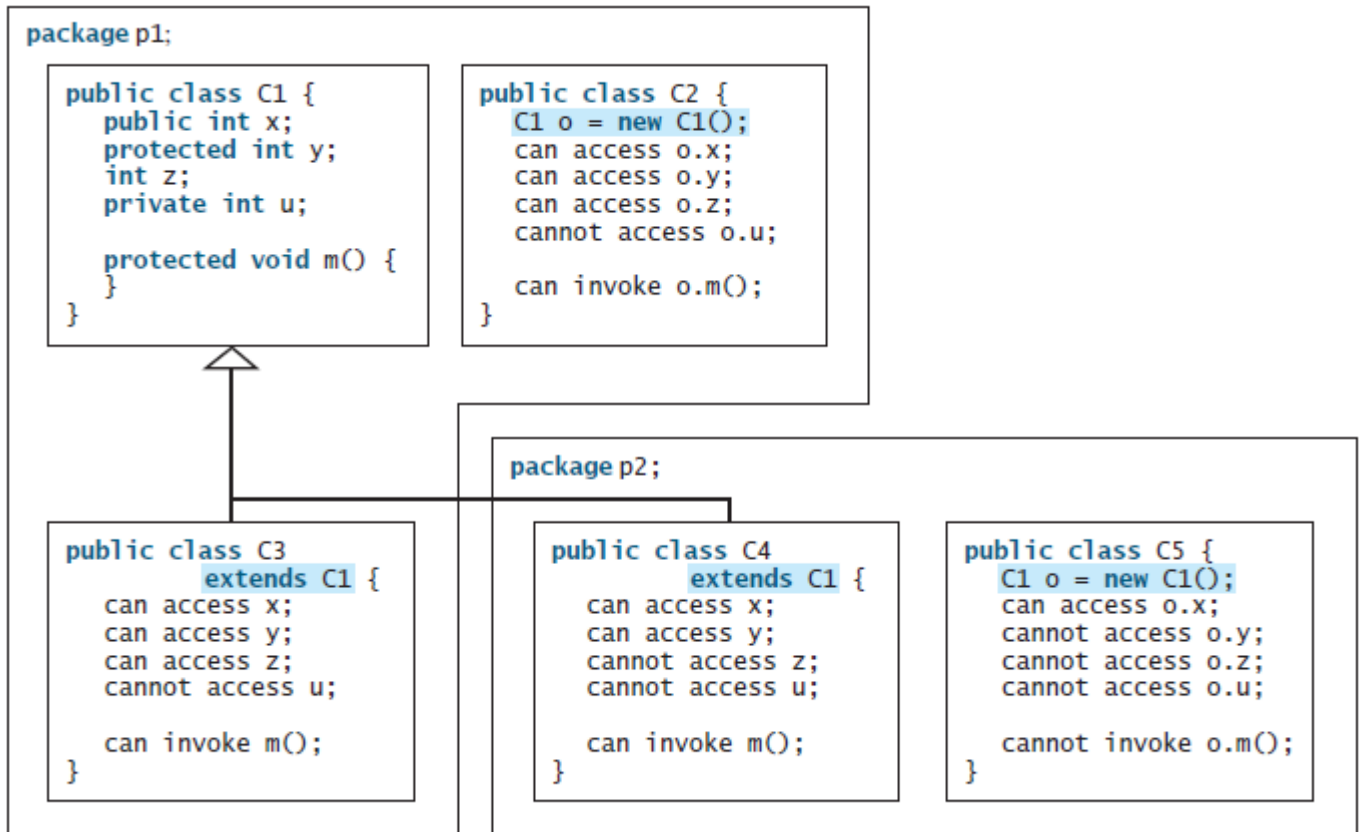 package p1;
public class C1 {
public int x;
protected int y;
int z;
private int u;
protected void m() {
}
}
public class C2 {
C1 o = new C1();
can access o.x;
can access o.y;
can access o.z;
cannot access o.u;
can invoke o.m();
}
package p2;
public class C3
extends C1 {
can access x;
can access y;
can access z;
cannot access u;
can invoke m();
}
public class C4
extends C1 {
can access x;
can access y;
cannot access z;
cannot access u;
can invoke m();
}
public class C5 {
C1 o = new C1();
can access o.x;
cannot access o.y;
cannot access o.z;
cannot access o.u;
cannot invoke o.m();
}